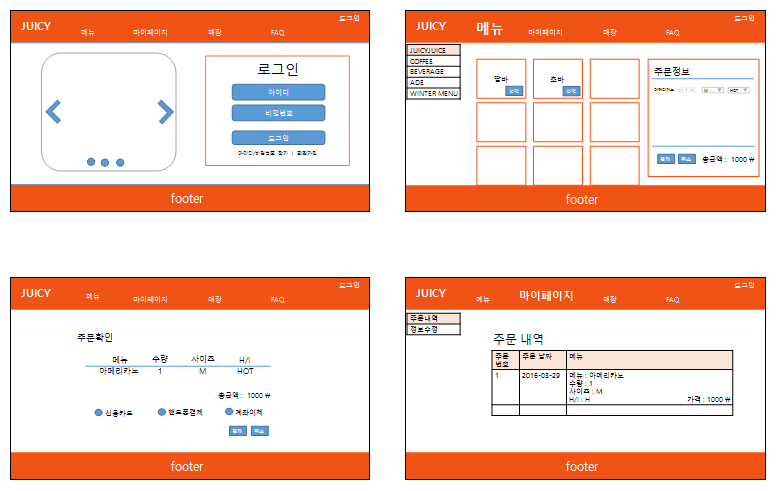 로그인
JUICY
메뉴 마이페이지 매장 FAQ
로그인
아이디
비밀번호
로그인
아이디/비밀번호 찾기 | 회원가입
footer
로그인
JUICY
메뉴 마이페이지 매장 FAQ
JUICYJUICE
COFFEE
BEVERAGE
ADE
WINTER MENU
딸바
선택
초바
선택
주문정보
아메리카노 M HOT
결제 취소 총금액 : 1000 ₩
footer
로그인
JUICY
메뉴 마이페이지 매장 FAQ
주문확인
메뉴 수량 사이즈 H/I
아메리카노 1 M HOT
총금액 : 1000 ₩
신용카드 핸드폰결제 계좌이체
결제 취소
footer
로그인
JUICY
메뉴 마이페이지 매장 FAQ
주문내역
정보수정
주문 내역
주문 번호 주문 날짜 메뉴
1 2016-03-29 메뉴 : 아메리카노
수량 : 1
사이즈 : M
H/I : H 가격 : 1000 ₩
footer